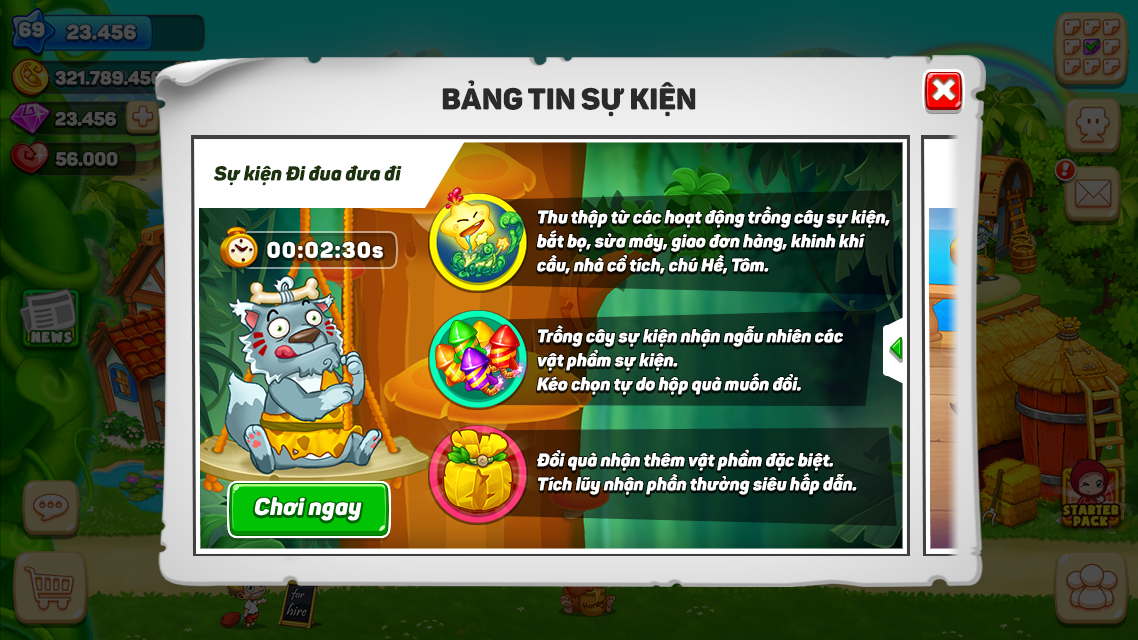 69
23.456
321.789.456
23.456
56.000
BẢNG TIN SỰ KIỆN
Sự kiện Đi đua đưa đi
00:02:30s
Thu thập từ các hoạt động trồng cây sự kiện,
bắt bọ, sửa máy, giao đơn hàng, khinh khí
cầu, nhà cổ tích, chú Hề, Tôm.
Trồng cây sự kiện nhận ngẫu nhiên các
vật phẩm sự kiện.
Kéo chọn tự do hộp quà muốn đổi.
Đổi quà nhận thêm vật phẩm đặc biệt.
Tích lũy nhận phần thưởng siêu hấp dẫn.
Chơi ngay
NEWS
STARTER
PACK
for
hire
Honey